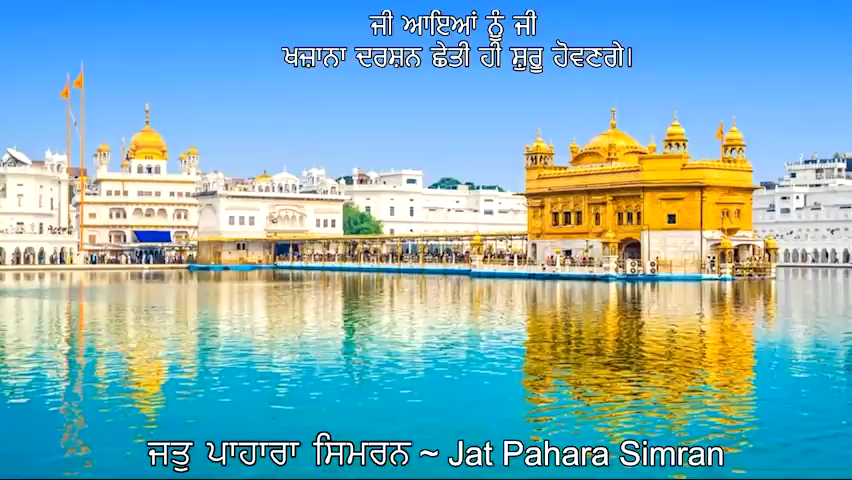 ਜੀ ਆਇਆਂ ਨੂੰ ਜੀ
ਖਜ਼ਾਨਾ ਦਰਸ਼ਨ ਛੇਤੀ ਹੀ ਸ਼ੁਰੂ ਹੋਵਣਗੇ।
ਜਤੁ ਪਾਹਾਰਾ ਸਿਮਰਨ ~ Jat Pahara Simran